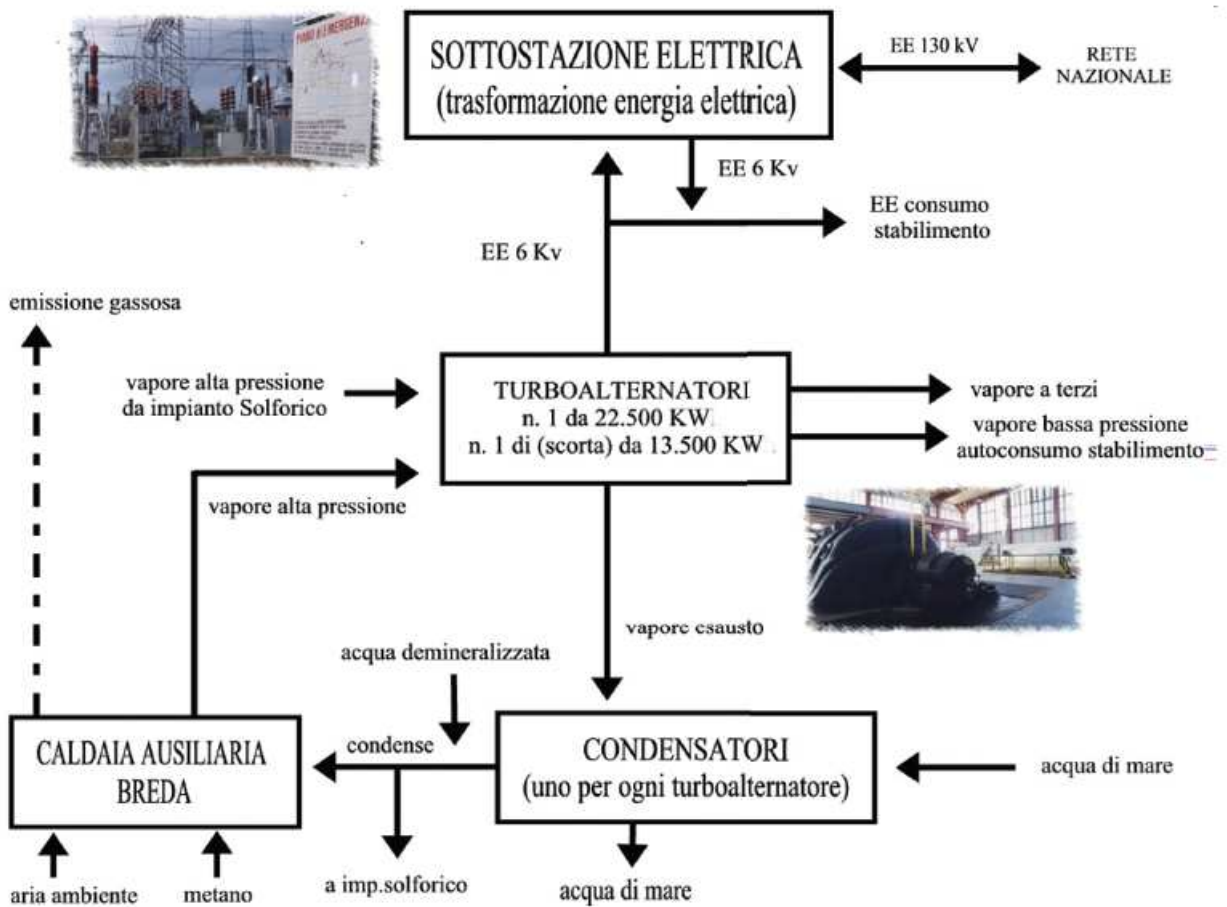 PIANO DI EMERGENZA
SOTTOSTAZIONE ELETTRICA
(trasformazione energia elettrica)
EE 130 kV
RETE
NAZIONALE
EE 6 Kv
EE consumo
stabilimento
EE 6 Kv
emissione gassosa
vapore alta pressione
da impianto Solforico
TURBOALTERNATORI
n. 1 da 22.500 KW
n. 1 di (scorta) da 13.500 KW
vapore a terzi
vapore bassa pressione
autoconsumo stabilimento
vapore alta pressione
vapore esausto
acqua demineralizzata
CALDAIA AUSILIARIA
BREDA
condense
CONDENSATORI
(uno per ogni turboalternatore)
acqua di mare
aria ambiente
metano
a imp.solforico
acqua di mare